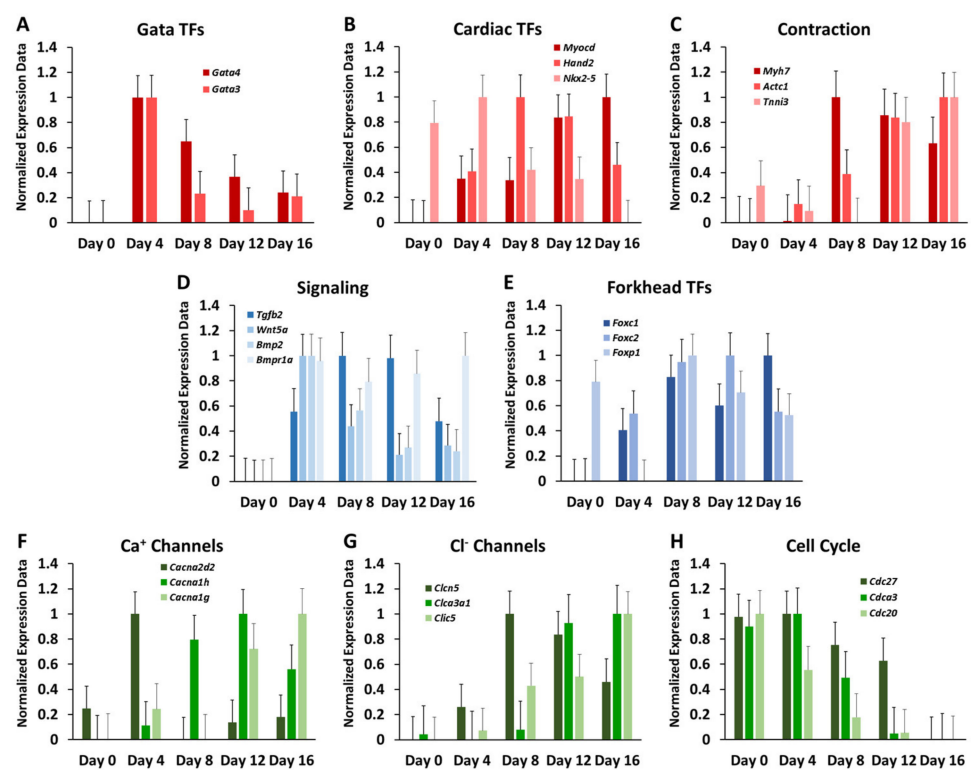 A
Gata TFs
Normalized Expression Data
1.4
1.2
1
0.8
0.6
0.4
0.2
0
Gata4
Gata3
Day 0 Day 4 Day 8 Day 12 Day 16
B
Cardiac TFs
Normalized Expression Data
1.4
1.2
1
0.8
0.6
0.4
0.2
0
Myocd
Hand2
Nkx2-5
Day 0 Day 4 Day 8 Day 12 Day 16
C
Contraction
Normalized Expression Data
1.4
1.2
1
0.8
0.6
0.4
0.2
0
Myh7
Actc1
Tnni3
Day 0 Day 4 Day 8 Day 12 Day 16
D
Signaling
Normalized Expression Data
1.4
1.2
1
0.8
0.6
0.4
0.2
0
Tgfb2
Wnt5a
Bmp2
Bmpr1a
Day 0 Day 4 Day 8 Day 12 Day 16
E
Forkhead TFs
Normalized Expression Data
1.4
1.2
1
0.8
0.6
0.4
0.2
0
Foxc1
Foxc2
Foxp1
Day 0 Day 4 Day 8 Day 12 Day 16
F
Ca⁺ Channels
Normalized Expression Data
1.4
1.2
1
0.8
0.6
0.4
0.2
0
Cacna2d2
Cacna1h
Cacna1g
Day 0 Day 4 Day 8 Day 12 Day 16
G
Cl⁻ Channels
Normalized Expression Data
1.4
1.2
1
0.8
0.6
0.4
0.2
0
Clcn5
Clca3a1
Clic5
Day 0 Day 4 Day 8 Day 12 Day 16
H
Cell Cycle
Normalized Expression Data
1.4
1.2
1
0.8
0.6
0.4
0.2
0
Cdc27
Cdca3
Cdc20
Day 0 Day 4 Day 8 Day 12 Day 16